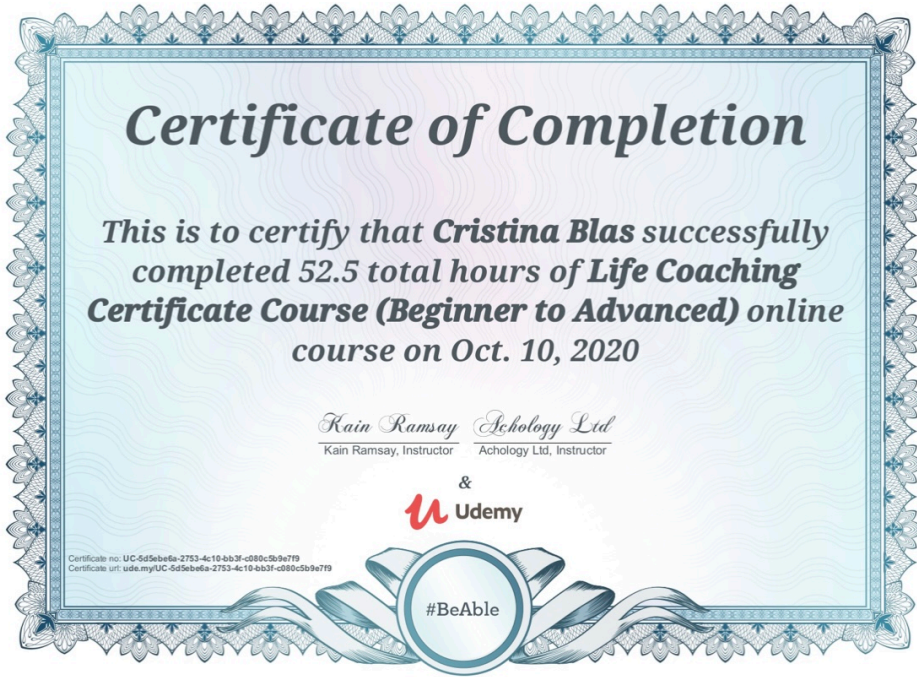 Certificate of Completion
This is to certify that Cristina Blas successfully
completed 52.5 total hours of Life Coaching
Certificate Course (Beginner to Advanced) online
course on Oct. 10, 2020
Kain Ramsay Achology Ltd
Kain Ramsay, Instructor Achology Ltd, Instructor
&
Udemy
Certificate no: UC-5d5ebe6a-2753-4c10-bb3f-c080c5b9e7f9
Certificate url: ude.my/UC-5d5ebe6a-2753-4c10-bb3f-c080c5b9e7f9
#BeAble